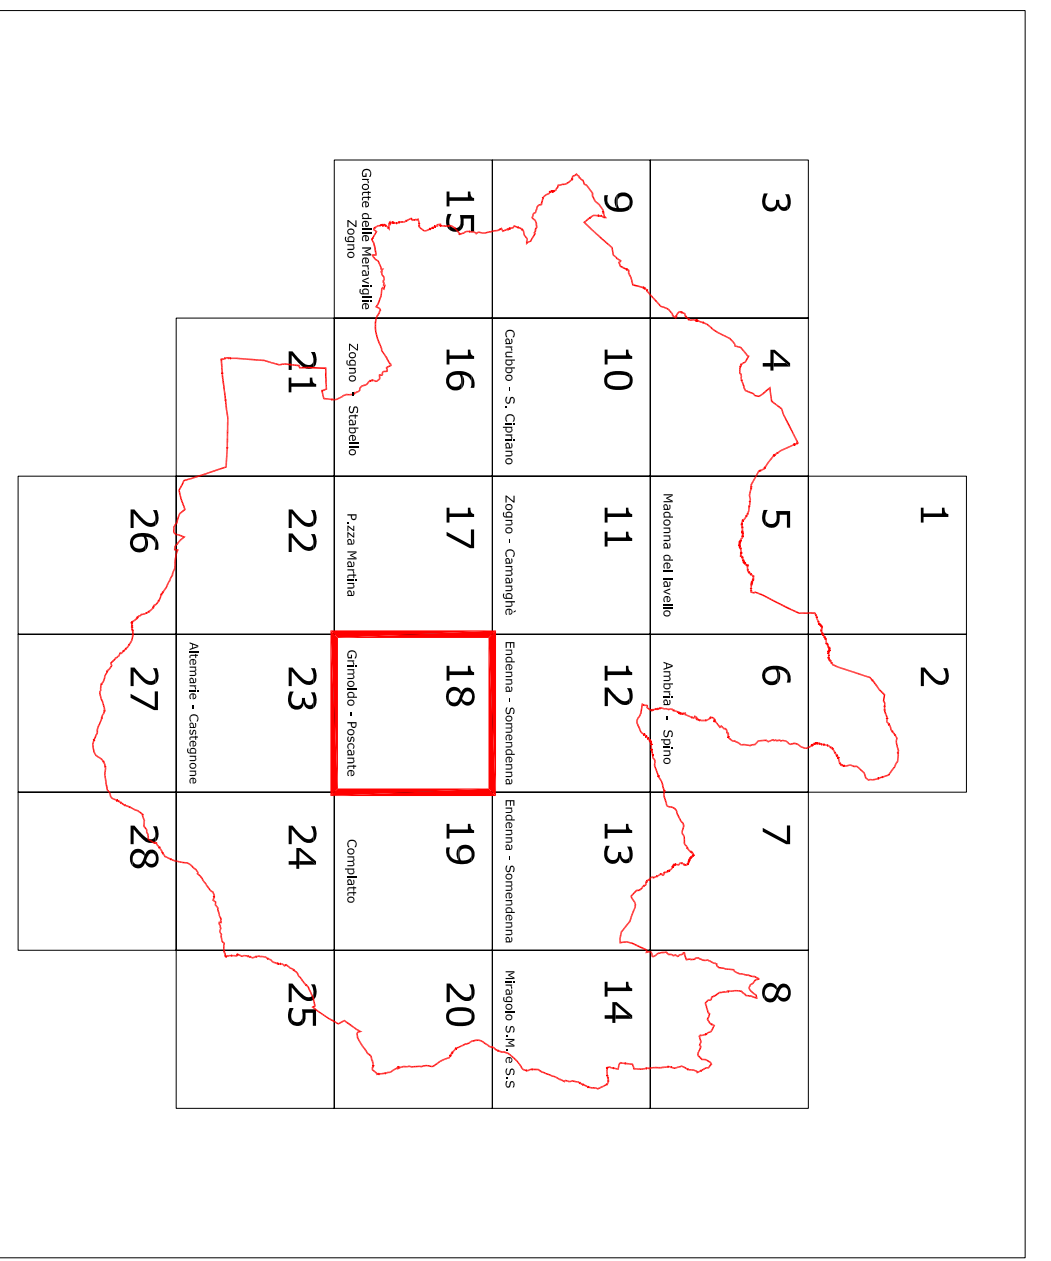 1
2
3
4
5
Madonna del lavello
6
Ambria - Spino
7
8
9
10
Carubbo - S. Cipriano
11
Zogno - Camanghè
12
Endenna - Somendenna
13
Endenna - Somendenna
14
Miragolo S.M. e S.S
15
Grotte delle Meraviglie
Zogno
16
Zogno - Stabello
17
P.zza Martina
18
Grimoldo - Poscante
19
Complatto
20
21
22
23
Altemarie - Castegnone
24
25
26
27
28